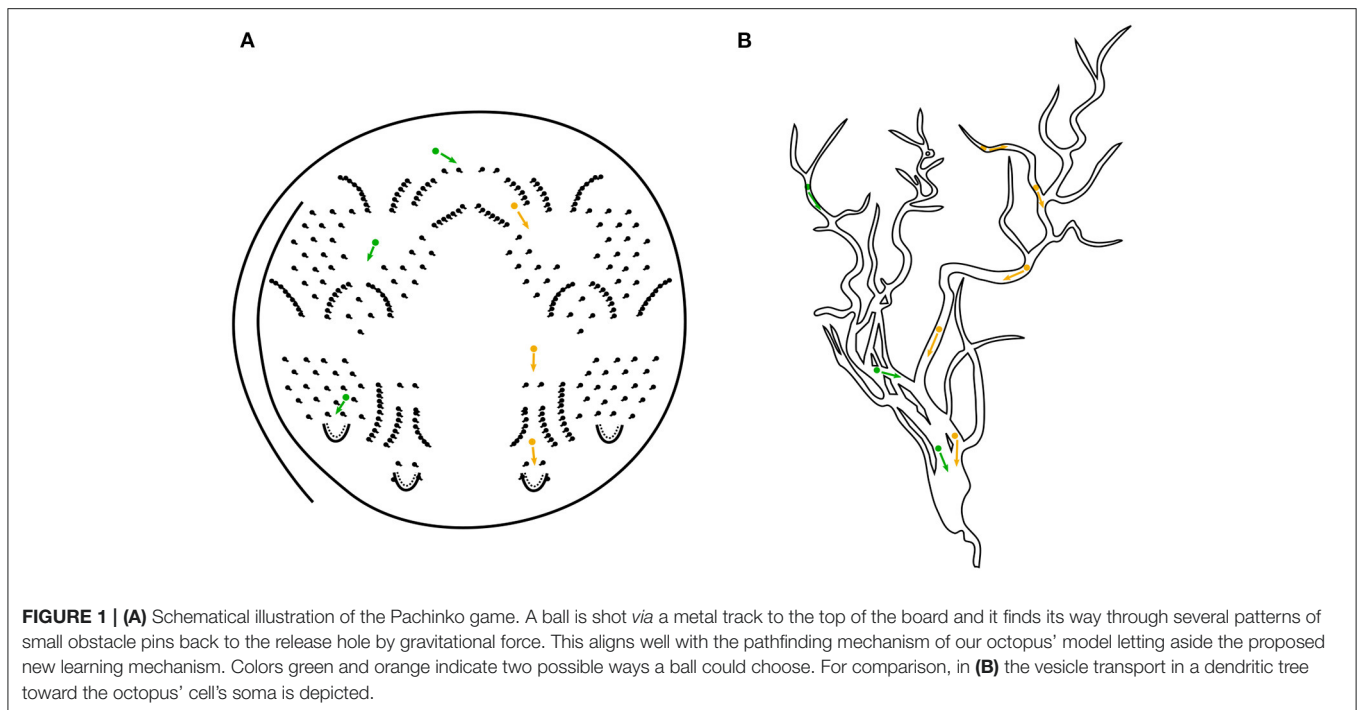 A
B
FIGURE 1 | (A) Schematical illustration of the Pachinko game. A ball is shot via a metal track to the top of the board and it finds its way through several patterns of
small obstacle pins back to the release hole by gravitational force. This aligns well with the pathfinding mechanism of our octopus’ model letting aside the proposed
new learning mechanism. Colors green and orange indicate two possible ways a ball could choose. For comparison, in (B) the vesicle transport in a dendritic tree
toward the octopus’ cell’s soma is depicted.